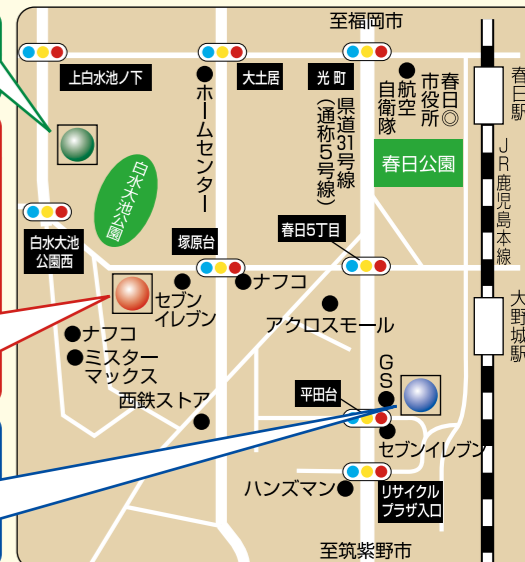 至福岡市
上白水池ノ下
大土居
光町
ホームセンター
県道31号線
(通称5号線)
航空
自衛隊
春日◎
市役所
春日駅
春日公園
JR鹿児島本線
白水大池公園
白水大池
公園西
塚原台
春日5丁目
ナフコ
セブン
イレブン
アクロスモール
大野城駅
ナフコ
ミスター
マックス
西鉄ストア
GS
平田台
セブンイレブン
ハンズマン
リサイクル
プラザ入口
至筑紫野市